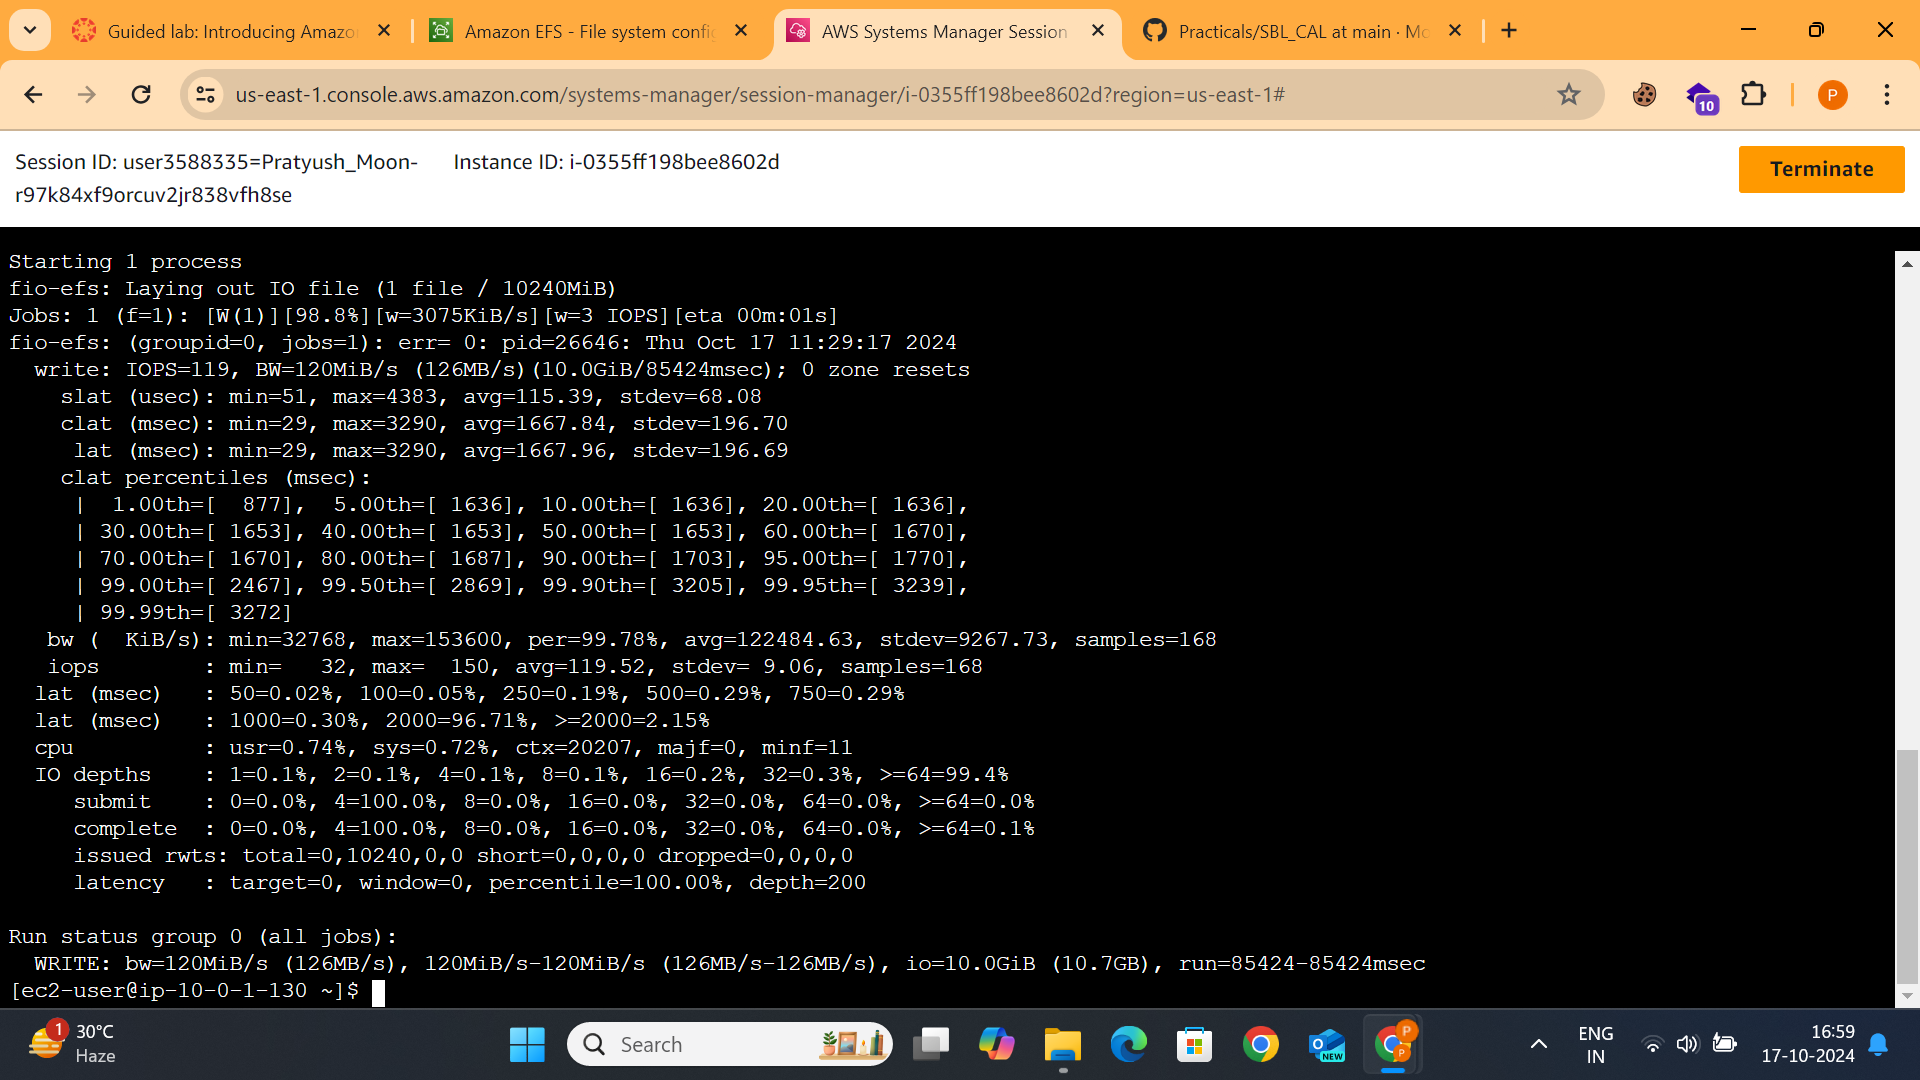 Guided lab: Introducing Amazo
Amazon EFS - File system config
AWS Systems Manager Session
Practicals/SBL_CAL at main · Mo
us-east-1.console.aws.amazon.com/systems-manager/session-manager/i-0355ff198bee8602d?region=us-east-1#
10
P
Session ID: user3588335=Pratyush_Moon-
r97k84xf9orcuv2jr838vfh8se
Instance ID: i-0355ff198bee8602d
Terminate
Starting 1 process
fio-efs: Laying out IO file (1 file / 10240MiB)
Jobs: 1 (f=1): [W(1)][98.8%][w=3075KiB/s][w=3 IOPS][eta 00m:01s]
fio-efs: (groupid=0, jobs=1): err= 0: pid=26646: Thu Oct 17 11:29:17 2024
  write: IOPS=119, BW=120MiB/s (126MB/s)(10.0GiB/85424msec); 0 zone resets
    slat (usec): min=51, max=4383, avg=115.39, stdev=68.08
    clat (msec): min=29, max=3290, avg=1667.84, stdev=196.70
     lat (msec): min=29, max=3290, avg=1667.96, stdev=196.69
    clat percentiles (msec):
     |  1.00th=[  877],  5.00th=[ 1636], 10.00th=[ 1636], 20.00th=[ 1636],
     | 30.00th=[ 1653], 40.00th=[ 1653], 50.00th=[ 1653], 60.00th=[ 1670],
     | 70.00th=[ 1670], 80.00th=[ 1687], 90.00th=[ 1703], 95.00th=[ 1770],
     | 99.00th=[ 2467], 99.50th=[ 2869], 99.90th=[ 3205], 99.95th=[ 3239],
     | 99.99th=[ 3272]
   bw (  KiB/s): min=32768, max=153600, per=99.78%, avg=122484.63, stdev=9267.73, samples=168
   iops        : min=   32, max=  150, avg=119.52, stdev= 9.06, samples=168
  lat (msec)   : 50=0.02%, 100=0.05%, 250=0.19%, 500=0.29%, 750=0.29%
  lat (msec)   : 1000=0.30%, 2000=96.71%, >=2000=2.15%
  cpu          : usr=0.74%, sys=0.72%, ctx=20207, majf=0, minf=11
  IO depths    : 1=0.1%, 2=0.1%, 4=0.1%, 8=0.1%, 16=0.2%, 32=0.3%, >=64=99.4%
     submit    : 0=0.0%, 4=100.0%, 8=0.0%, 16=0.0%, 32=0.0%, 64=0.0%, >=64=0.0%
     complete  : 0=0.0%, 4=100.0%, 8=0.0%, 16=0.0%, 32=0.0%, 64=0.0%, >=64=0.1%
     issued rwts: total=0,10240,0,0 short=0,0,0,0 dropped=0,0,0,0
     latency   : target=0, window=0, percentile=100.00%, depth=200
Run status group 0 (all jobs):
  WRITE: bw=120MiB/s (126MB/s), 120MiB/s-120MiB/s (126MB/s-126MB/s), io=10.0GiB (10.7GB), run=85424-85424msec
[ec2-user@ip-10-0-1-130 ~]$
1
30°C
Haze
Search
NEW
P
P
ENG
IN
16:59
17-10-2024